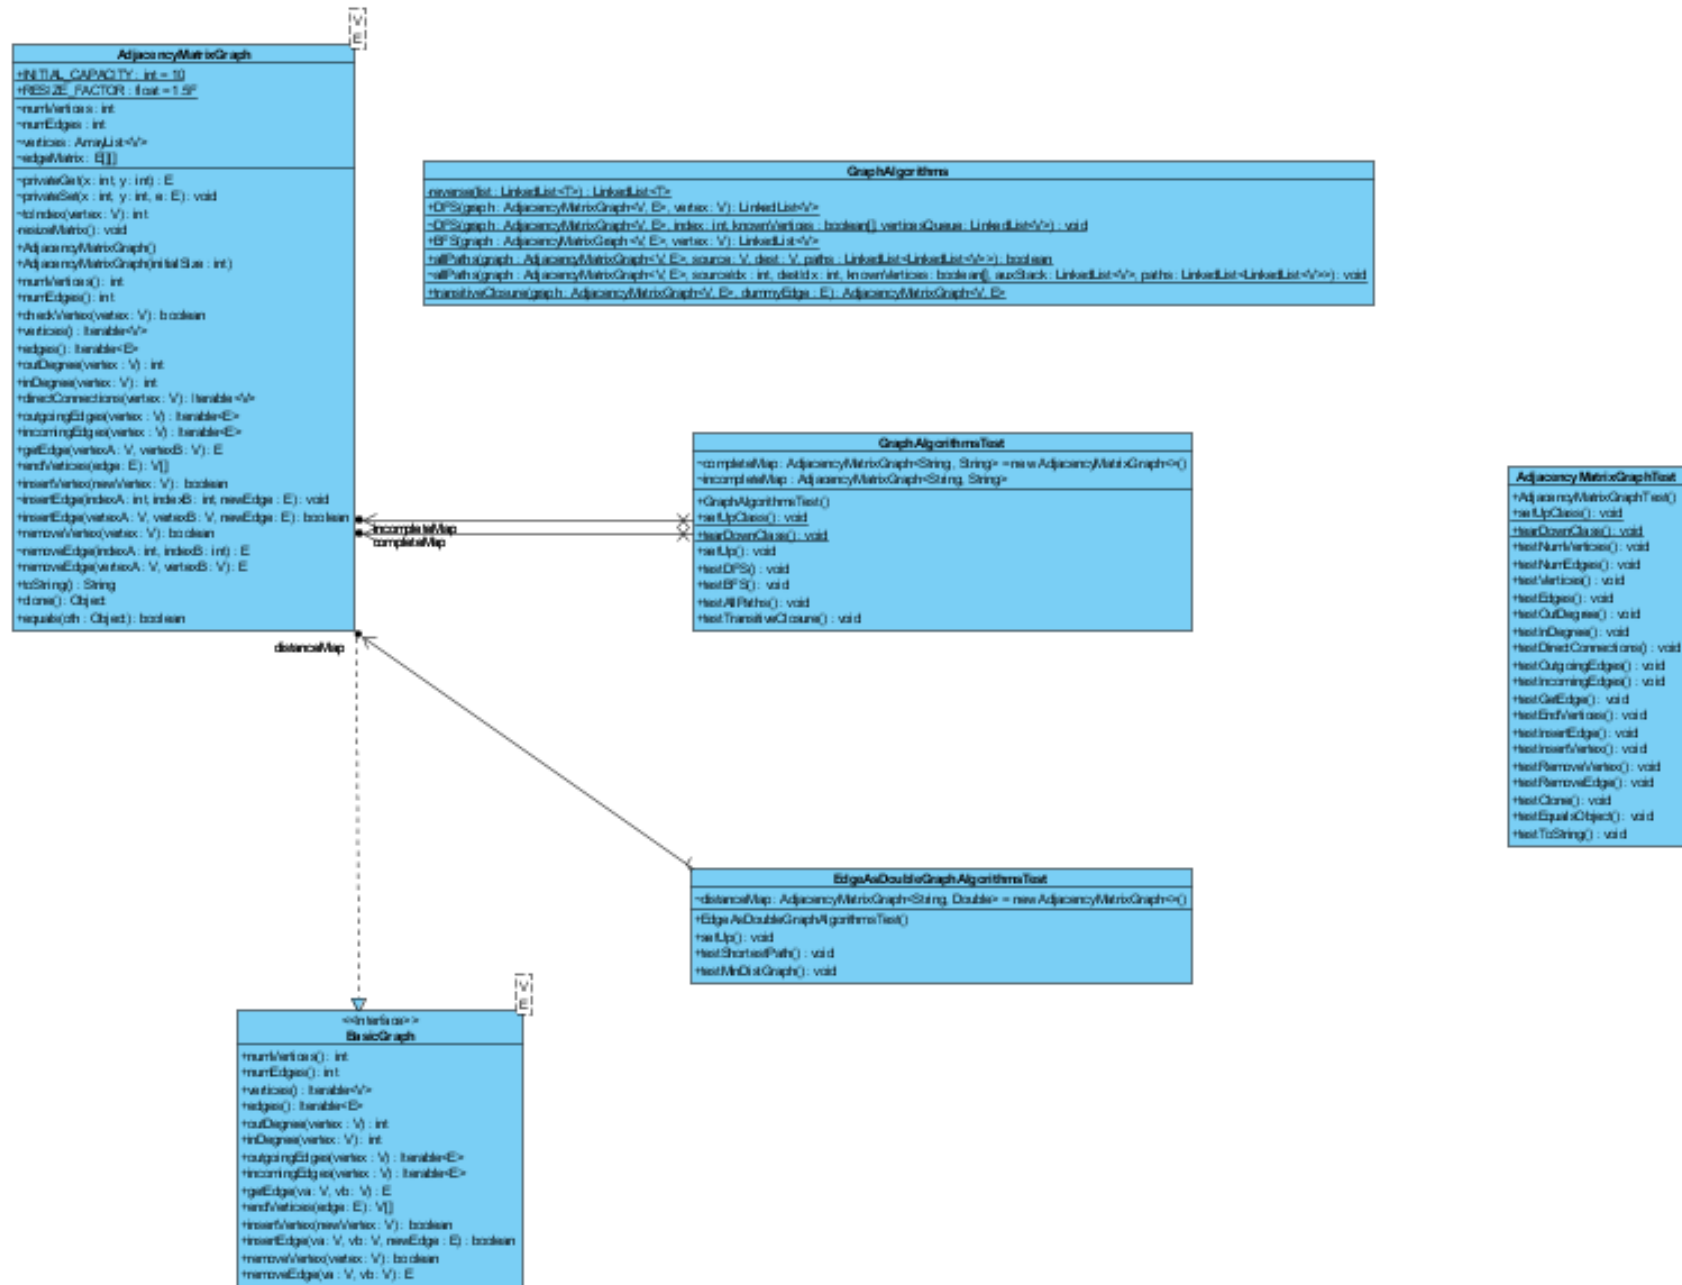 V
E
AdjacencyMatrixGraph
+INITIAL_CAPACITY : int = 10
+RESIZE_FACTOR : float = 1.5F
~numVertices : int
~numEdges : int
~vertices : ArrayList<V>
~edgeMatrix : E[][]
~privateGet(x : int, y : int) : E
~privateSet(x : int, y : int, e : E) : void
~toIndex(vertex : V) : int
-resizeMatrix() : void
+AdjacencyMatrixGraph()
+AdjacencyMatrixGraph(initialSize : int)
+numVertices() : int
+numEdges() : int
+checkVertex(vertex : V) : boolean
+vertices() : Iterable<V>
+edges() : Iterable<E>
+outDegree(vertex : V) : int
+inDegree(vertex : V) : int
+directConnections(vertex : V) : Iterable<V>
+outgoingEdges(vertex : V) : Iterable<E>
+incomingEdges(vertex : V) : Iterable<E>
+getEdge(vertexA : V, vertexB : V) : E
+endVertices(edge : E) : V[]
+insertVertex(newVertex : V) : boolean
~insertEdge(indexA : int, indexB : int, newEdge : E) : void
+insertEdge(vertexA : V, vertexB : V, newEdge : E) : boolean
+removeVertex(vertex : V) : boolean
~removeEdge(indexA : int, indexB : int) : E
+removeEdge(vertexA : V, vertexB : V) : E
+toString() : String
+clone() : Object
+equals(oth : Object) : boolean
GraphAlgorithms
-reverse(list : LinkedList<T>) : LinkedList<T>
+DFS(graph : AdjacencyMatrixGraph<V, E>, vertex : V) : LinkedList<V>
~DFS(graph : AdjacencyMatrixGraph<V, E>, index : int, knownVertices : boolean[], verticesQueue : LinkedList<V>) : void
+BFS(graph : AdjacencyMatrixGraph<V, E>, vertex : V) : LinkedList<V>
+allPaths(graph : AdjacencyMatrixGraph<V, E>, source : V, dest : V, paths : LinkedList<LinkedList<V>>) : boolean
~allPaths(graph : AdjacencyMatrixGraph<V, E>, sourceIdx : int, destIdx : int, knownVertices : boolean[], auxStack : LinkedList<V>, paths : LinkedList<LinkedList<V>>) : void
+transitiveClosure(graph : AdjacencyMatrixGraph<V, E>, dummyEdge : E) : AdjacencyMatrixGraph<V, E>
GraphAlgorithmsTest
~completeMap : AdjacencyMatrixGraph<String, String> = new AdjacencyMatrixGraph<>()
~incompleteMap : AdjacencyMatrixGraph<String, String>
+GraphAlgorithmsTest()
+setUpClass() : void
+tearDownClass() : void
+setUp() : void
+testDFS() : void
+testBFS() : void
+testAllPaths() : void
+testTransitiveClosure() : void
incompleteMap
completeMap
distanceMap
AdjacencyMatrixGraphTest
+AdjacencyMatrixGraphTest()
+setUpClass() : void
+tearDownClass() : void
+testNumVertices() : void
+testNumEdges() : void
+testVertices() : void
+testEdges() : void
+testOutDegree() : void
+testInDegree() : void
+testDirectConnections() : void
+testOutgoingEdges() : void
+testIncomingEdges() : void
+testGetEdge() : void
+testEndVertices() : void
+testInsertEdge() : void
+testInsertVertex() : void
+testRemoveVertex() : void
+testRemoveEdge() : void
+testClone() : void
+testEqualsObject() : void
+testToString() : void
EdgeAsDoubleGraphAlgorithmsTest
~distanceMap : AdjacencyMatrixGraph<String, Double> = new AdjacencyMatrixGraph<>()
+EdgeAsDoubleGraphAlgorithmsTest()
+setUp() : void
+testShortestPath() : void
+testMinDistGraph() : void
V
E
<<Interface>>
BasicGraph
+numVertices() : int
+numEdges() : int
+vertices() : Iterable<V>
+edges() : Iterable<E>
+outDegree(vertex : V) : int
+inDegree(vertex : V) : int
+outgoingEdges(vertex : V) : Iterable<E>
+incomingEdges(vertex : V) : Iterable<E>
+getEdge(va : V, vb : V) : E
+endVertices(edge : E) : V[]
+insertVertex(newVertex : V) : boolean
+insertEdge(va : V, vb : V, newEdge : E) : boolean
+removeVertex(vertex : V) : boolean
+removeEdge(va : V, vb : V) : E